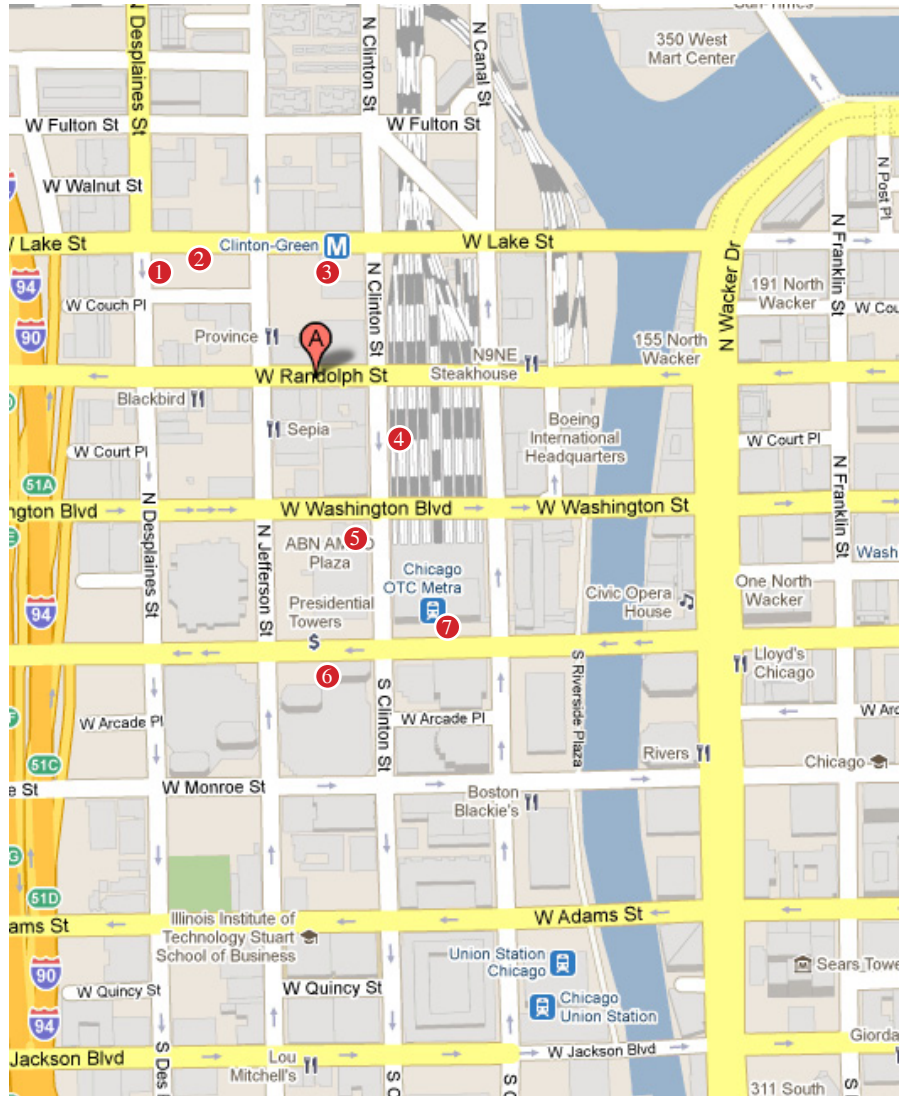 Sun-Times
350 West
Mart Center
N Desplaines St
N Clinton St
N Canal St
W Fulton St
W Fulton St
W Walnut St
N Post Pl
W Lake St
Clinton-Green
M
W Lake St
1
2
3
94
W Couch Pl
N Clinton St
N Wacker Dr
191 North
Wacker
N Franklin St
W Cou
90
Province
A
155 North
Wacker
N9NE
Steakhouse
W Randolph St
Blackbird
Sepia
4
Boeing
International
Headquarters
W Court Pl
W Court Pl
51A
ngton Blvd
N Desplaines St
W Washington Blvd
W Washington St
N Franklin St
E
5
ABN AM O
Plaza
N Jefferson St
Chicago
OTC Metra
Wash
94
Presidential
Towers
$
7
Civic Opera
House
One North
Wacker
6
S Riverside Plaza
Lloyd's
Chicago
F
W Arcade Pl
S Clinton St
W Arcade Pl
W Arc
51C
Rivers
Chicago
e St
W Monroe St
Boston
Blackie's
G
51D
ams St
W Adams St
Illinois Institute of
Technology Stuart
School of Business
Union Station
Chicago
Sears Towe
90
W Quincy St
W Quincy St
Chicago
Union Station
94
Giorda
Jackson Blvd
S Des
Lou
Mitchell's
S C
S C
W Jackson Blvd
311 South
S